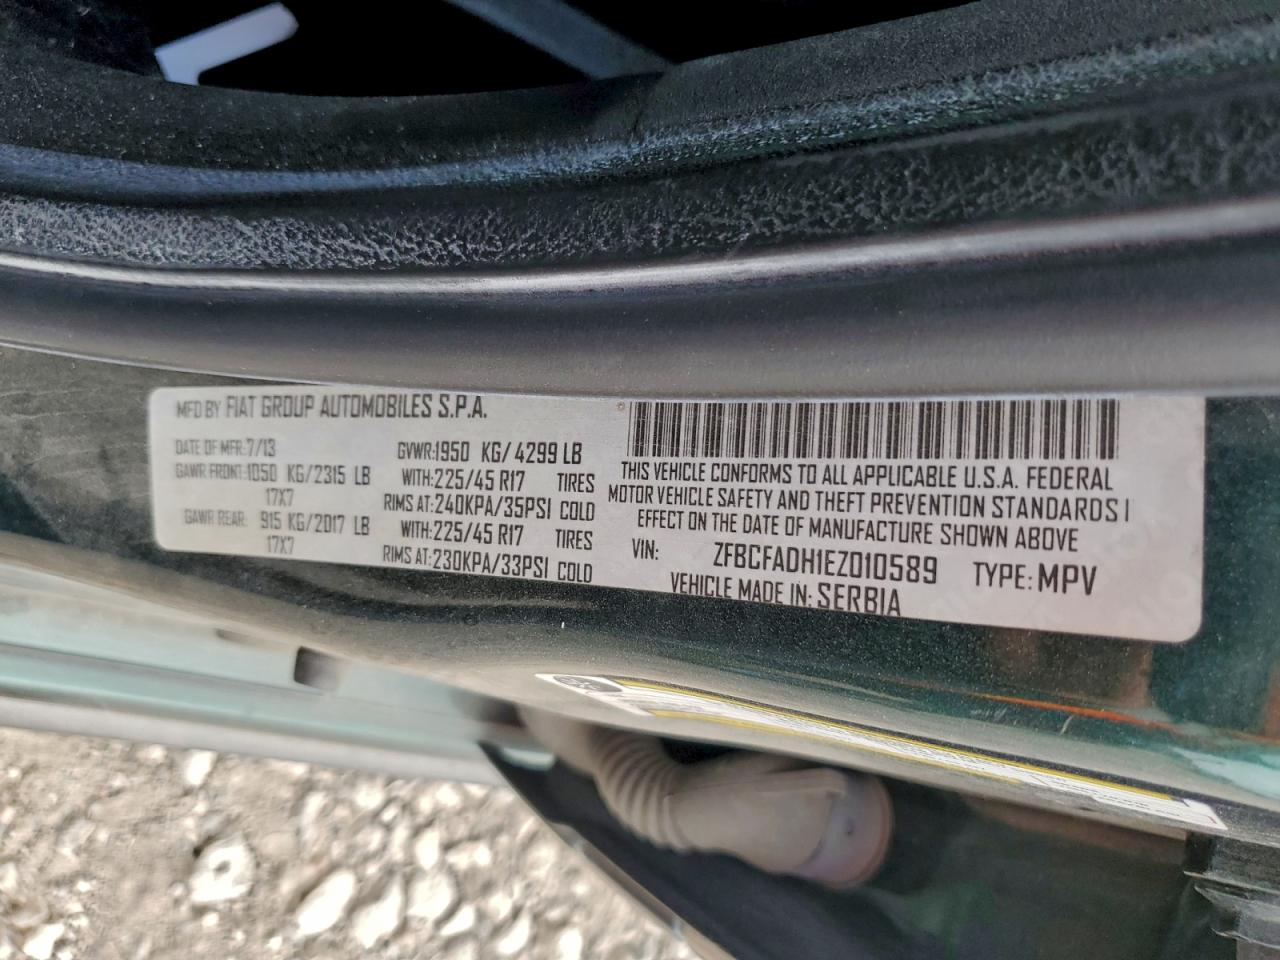 MFD BY FIAT GROUP AUTOMOBILES S.P.A.
DATE OF MFR: 7/13 GVWR: 1950 KG/ 4299 LB
GAWR FRONT: 1050 KG/2315 LB WITH: 225/45 R17 TIRES
17X7 RIMS AT: 240KPA/35PSI COLD
GAWR REAR: 915 KG/2017 LB WITH: 225/45 R17 TIRES
17X7 RIMS AT: 230KPA/33PSI COLD
THIS VEHICLE CONFORMS TO ALL APPLICABLE U.S.A. FEDERAL
MOTOR VEHICLE SAFETY AND THEFT PREVENTION STANDARDS I
EFFECT ON THE DATE OF MANUFACTURE SHOWN ABOVE
VIN: ZFBCFADH1EZ010589 TYPE: MPV
VEHICLE MADE IN: SERBIA